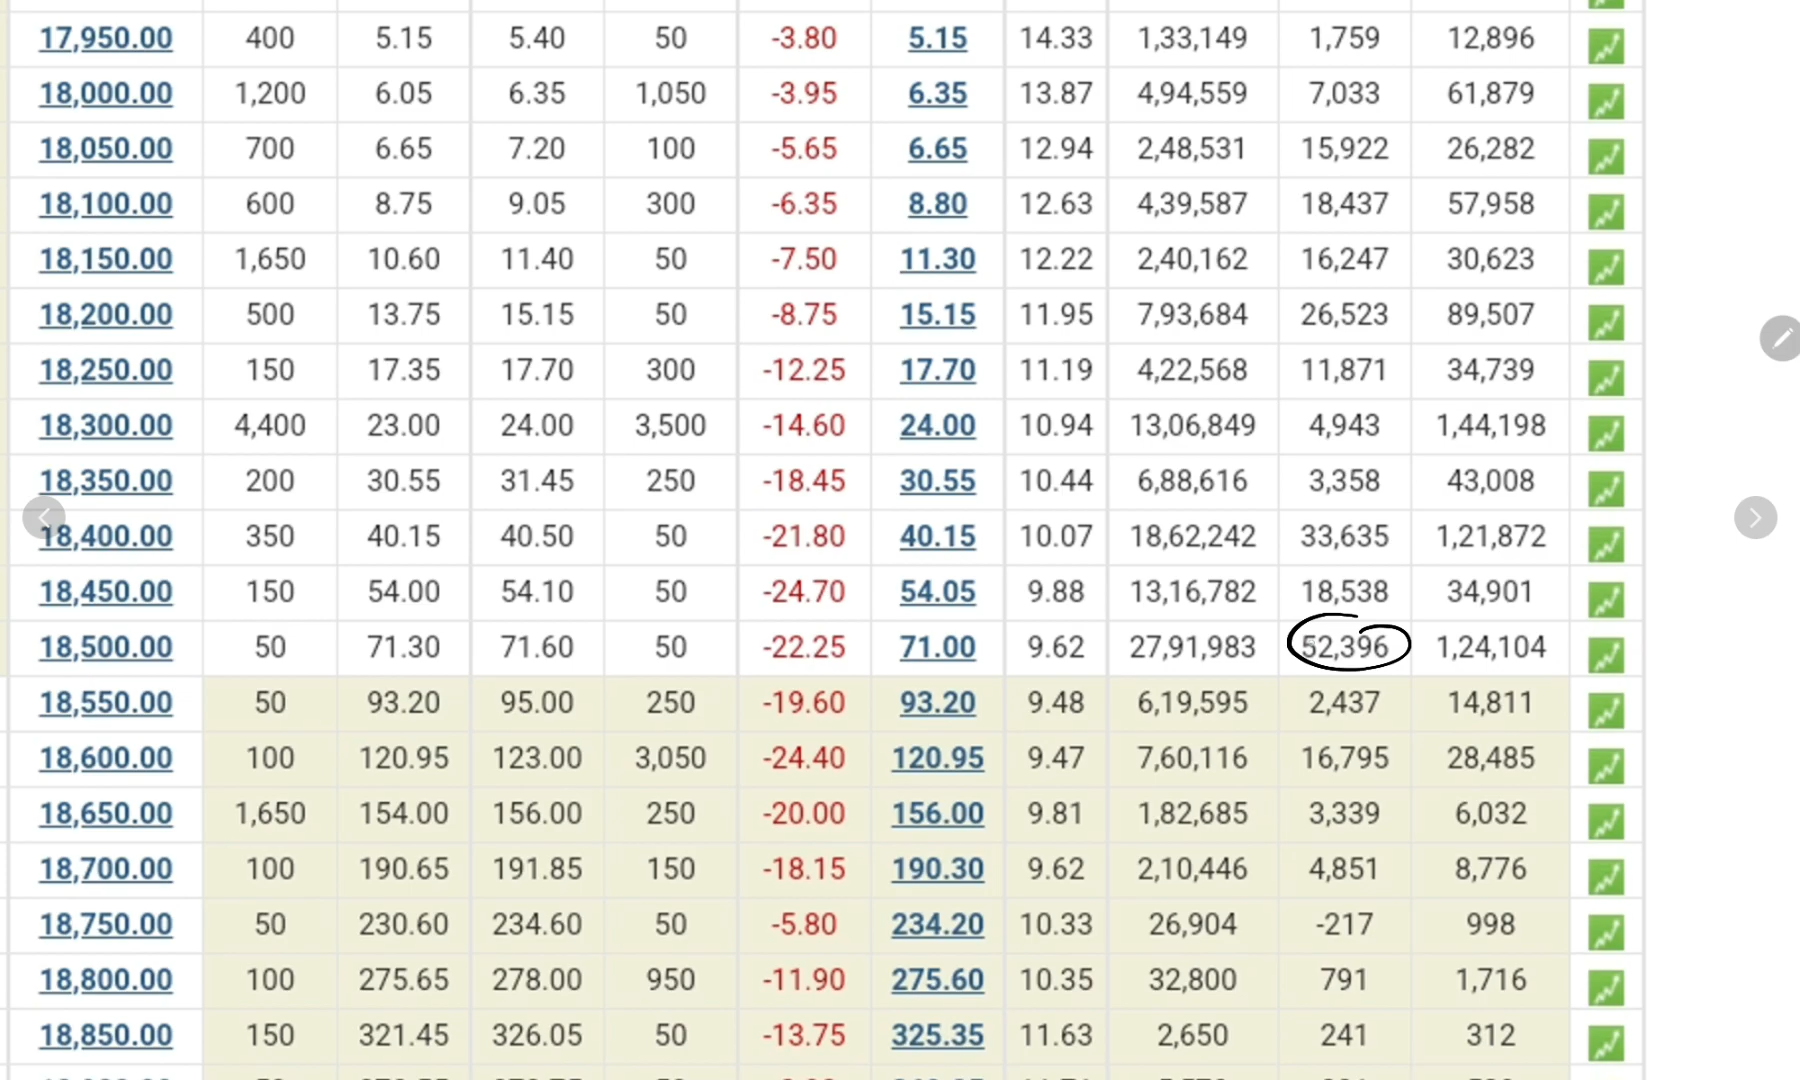 17,950.00 400 5.15 5.40 50 -3.80 5.15 14.33 1,33,149 1,759 12,896
18,000.00 1,200 6.05 6.35 1,050 -3.95 6.35 13.87 4,94,559 7,033 61,879
18,050.00 700 6.65 7.20 100 -5.65 6.65 12.94 2,48,531 15,922 26,282
18,100.00 600 8.75 9.05 300 -6.35 8.80 12.63 4,39,587 18,437 57,958
18,150.00 1,650 10.60 11.40 50 -7.50 11.30 12.22 2,40,162 16,247 30,623
18,200.00 500 13.75 15.15 50 -8.75 15.15 11.95 7,93,684 26,523 89,507
18,250.00 150 17.35 17.70 300 -12.25 17.70 11.19 4,22,568 11,871 34,739
18,300.00 4,400 23.00 24.00 3,500 -14.60 24.00 10.94 13,06,849 4,943 1,44,198
18,350.00 200 30.55 31.45 250 -18.45 30.55 10.44 6,88,616 3,358 43,008
18,400.00 350 40.15 40.50 50 -21.80 40.15 10.07 18,62,242 33,635 1,21,872
18,450.00 150 54.00 54.10 50 -24.70 54.05 9.88 13,16,782 18,538 34,901
18,500.00 50 71.30 71.60 50 -22.25 71.00 9.62 27,91,983 52,396 1,24,104
18,550.00 50 93.20 95.00 250 -19.60 93.20 9.48 6,19,595 2,437 14,811
18,600.00 100 120.95 123.00 3,050 -24.40 120.95 9.47 7,60,116 16,795 28,485
18,650.00 1,650 154.00 156.00 250 -20.00 156.00 9.81 1,82,685 3,339 6,032
18,700.00 100 190.65 191.85 150 -18.15 190.30 9.62 2,10,446 4,851 8,776
18,750.00 50 230.60 234.60 50 -5.80 234.20 10.33 26,904 -217 998
18,800.00 100 275.65 278.00 950 -11.90 275.60 10.35 32,800 791 1,716
18,850.00 150 321.45 326.05 50 -13.75 325.35 11.63 2,650 241 312